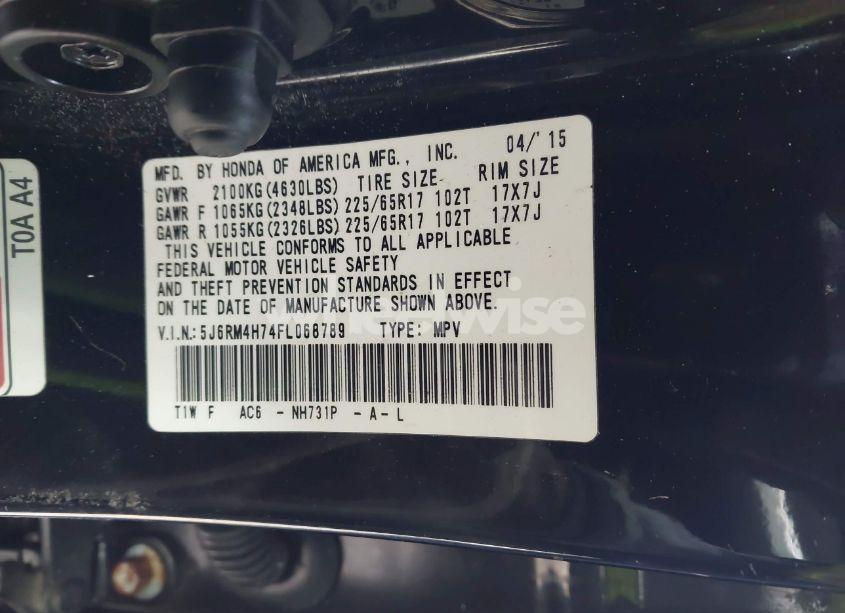 MFD. BY HONDA OF AMERICA MFG., INC. 04/'15
GVWR 2100KG(4630LBS) TIRE SIZE RIM SIZE
GAWR F 1065KG(2348LBS) 225/65R17 102T 17X7J
GAWR R 1055KG(2326LBS) 225/65R17 102T 17X7J
THIS VEHICLE CONFORMS TO ALL APPLICABLE
FEDERAL MOTOR VEHICLE SAFETY
AND THEFT PREVENTION STANDARDS IN EFFECT
ON THE DATE OF MANUFACTURE SHOWN ABOVE.
V.I.N.: 5J6RM4H74FL068789 TYPE: MPV
T1W F AC6 - NH731P - A - L
T0A A4